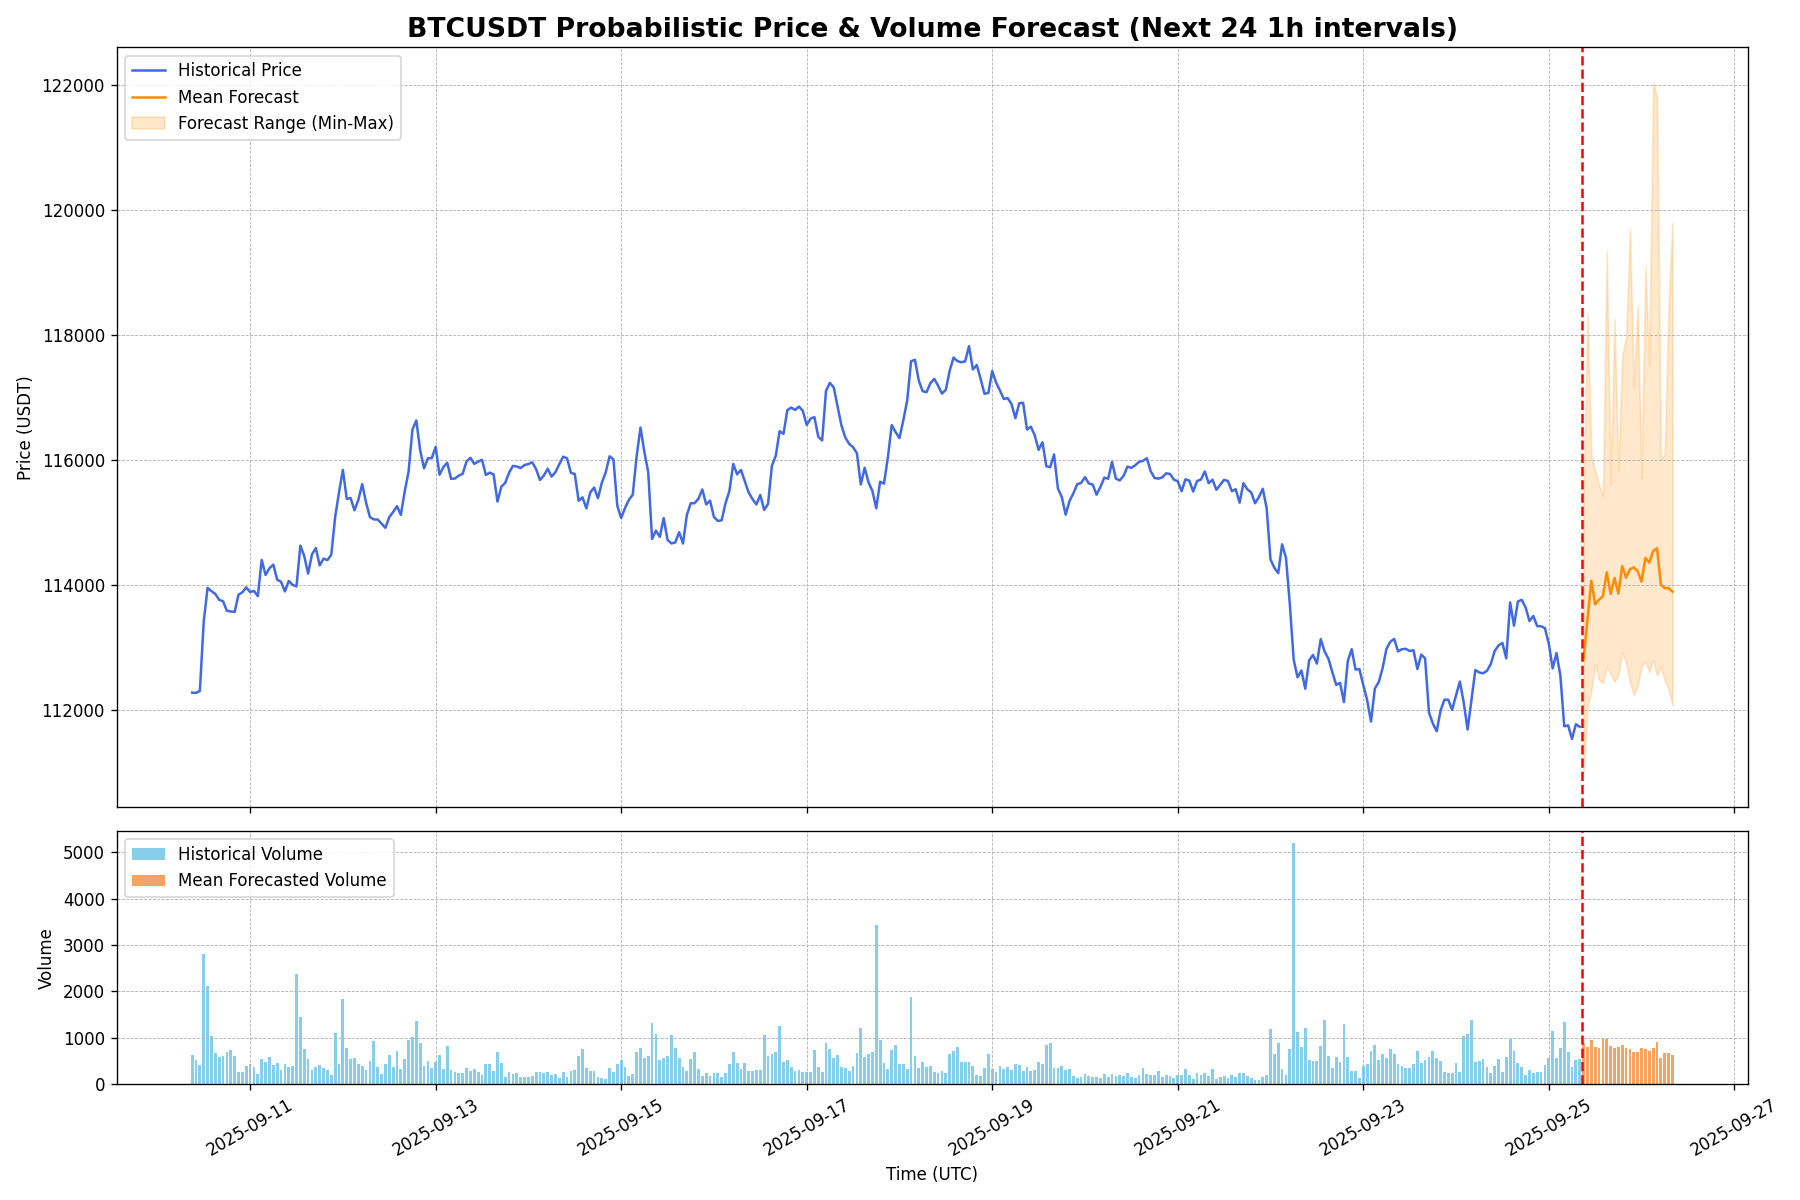 BTCUSDT Probabilistic Price & Volume Forecast (Next 24 1h intervals)
Historical Price
Mean Forecast
Forecast Range (Min-Max)
Price (USDT)
122000
120000
118000
116000
114000
112000
Historical Volume
Mean Forecasted Volume
Volume
5000
4000
3000
2000
1000
0
2025-09-11
2025-09-13
2025-09-15
2025-09-17
2025-09-19
2025-09-21
2025-09-23
2025-09-25
2025-09-27
Time (UTC)